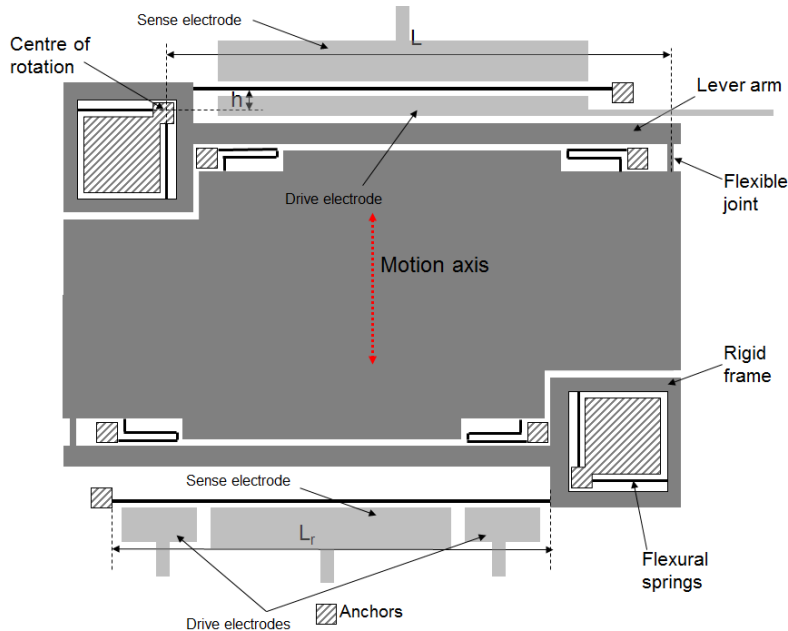 Sense electrode
L
Centre of
rotation
h
Lever arm
Drive electrode
Flexible
joint
Motion axis
Rigid
frame
Sense electrode
Lr
Flexural
springs
Anchors
Drive electrodes